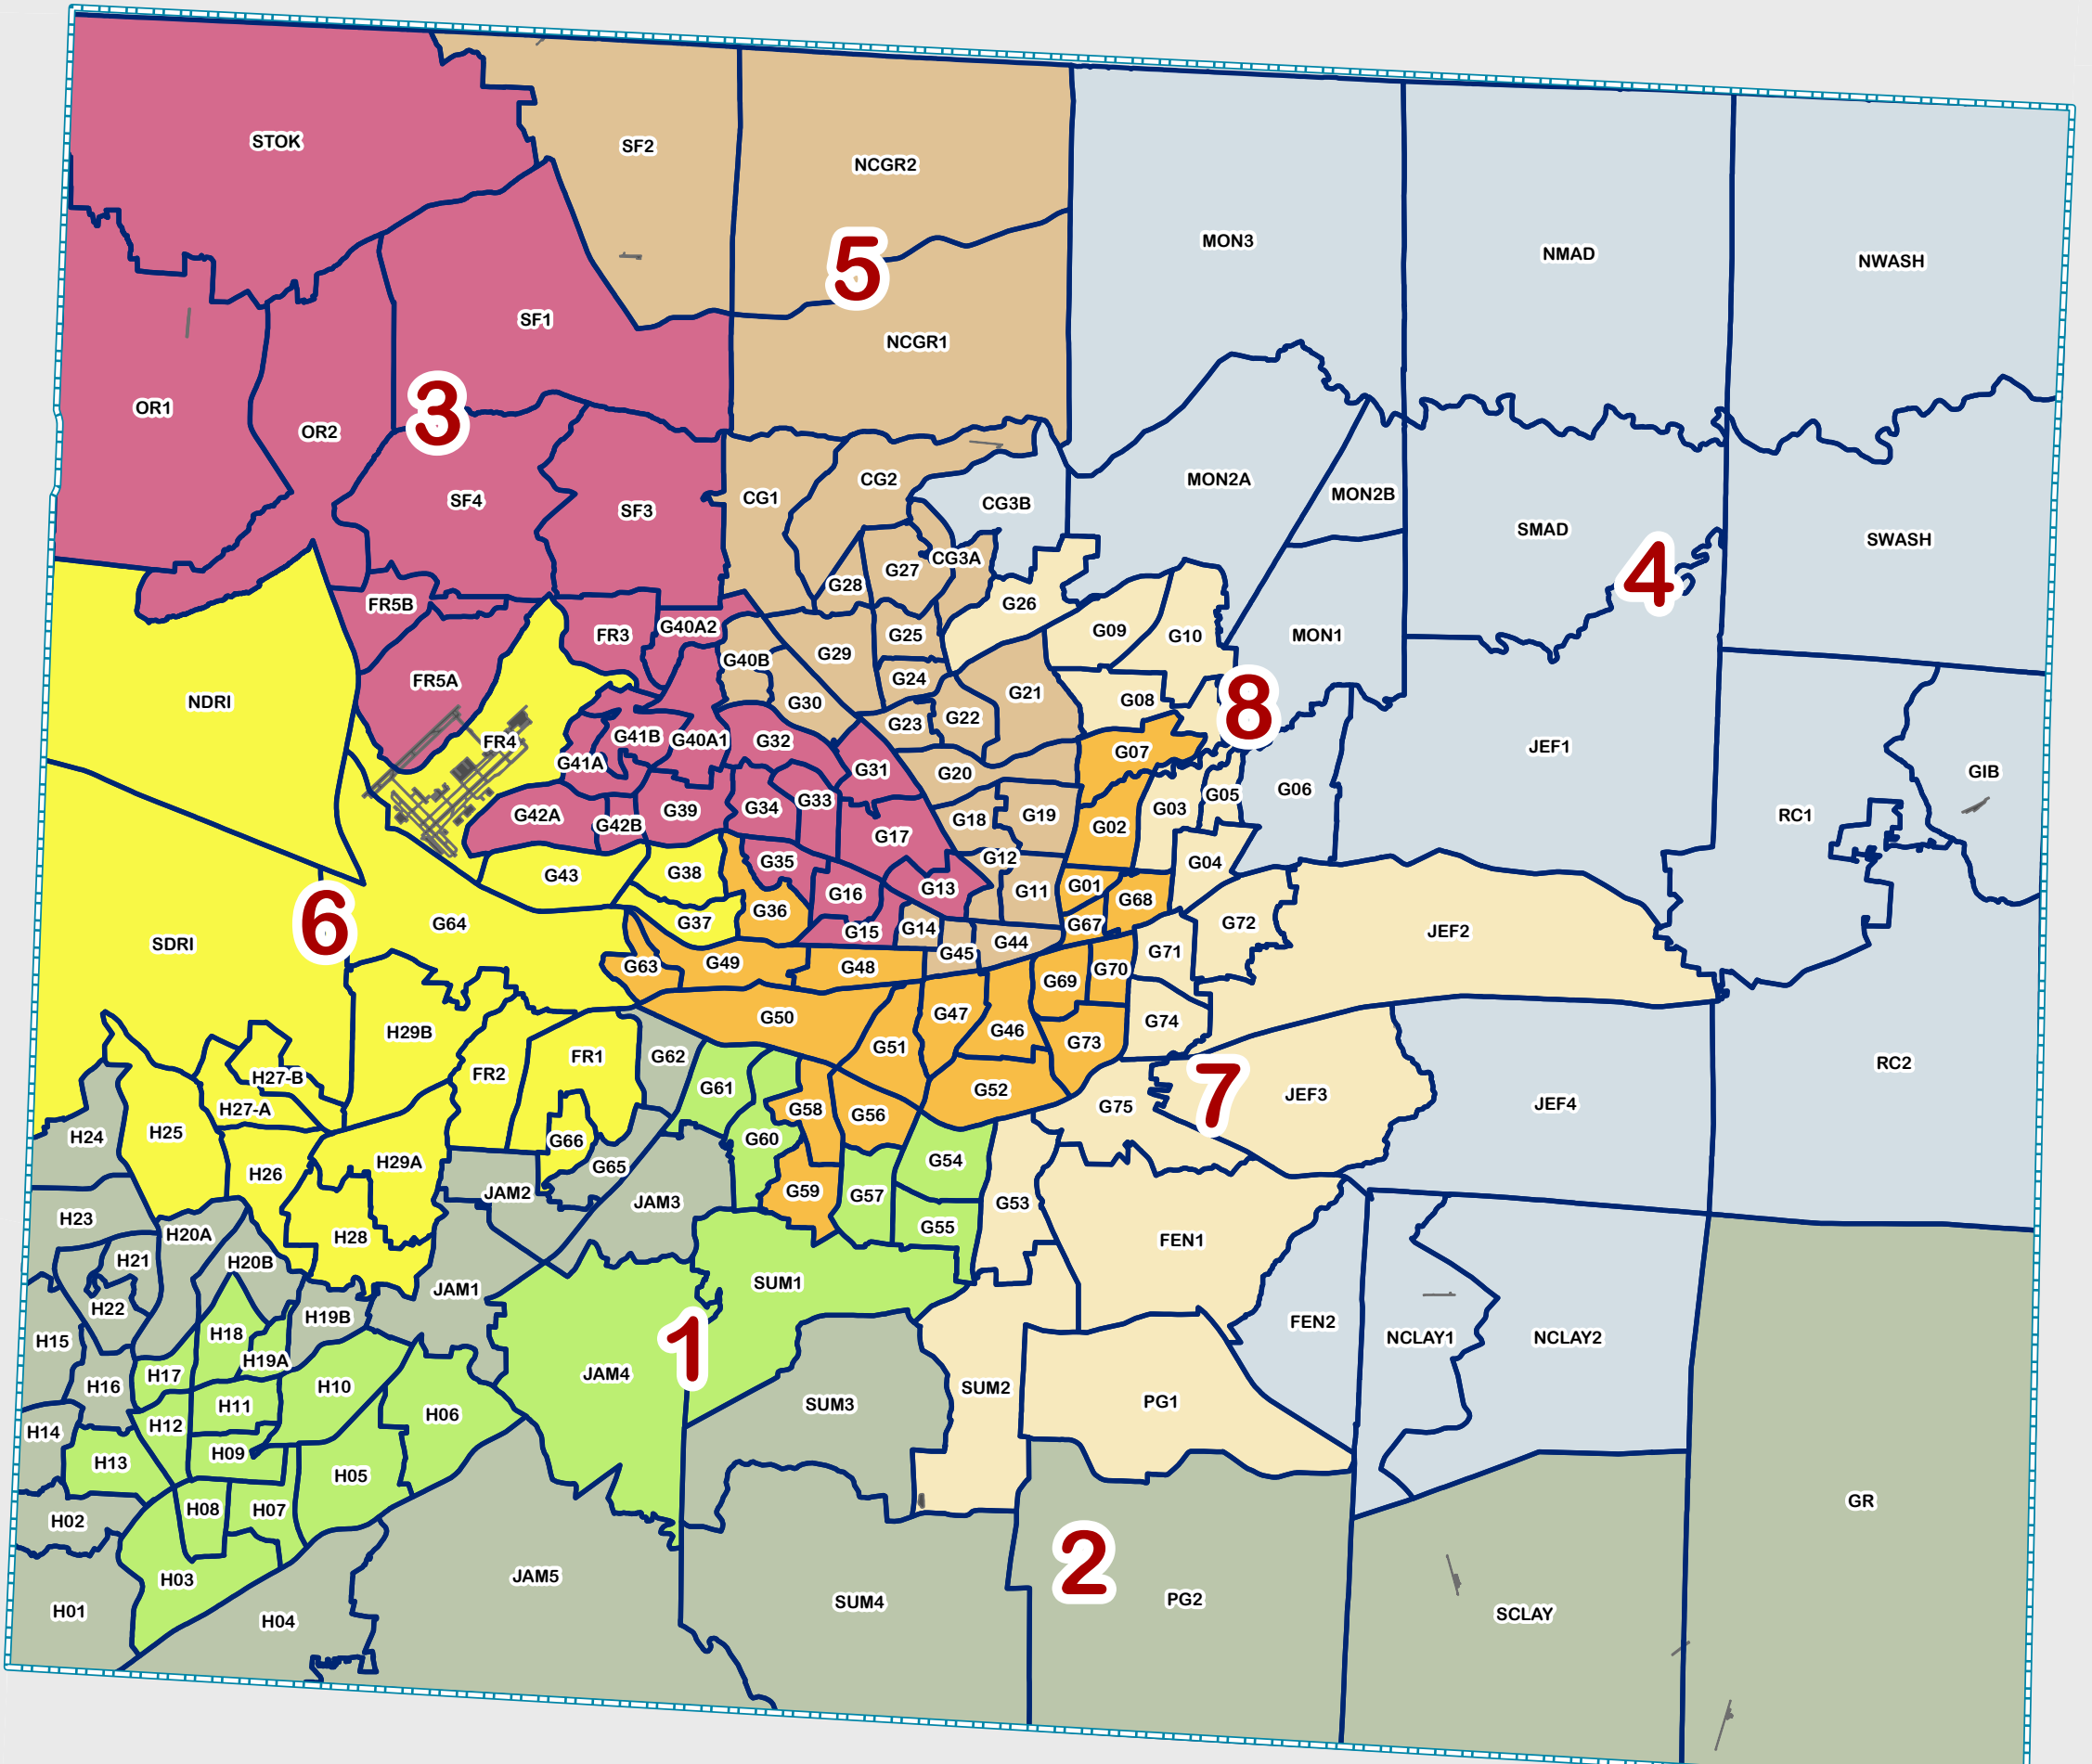 STOK
SF2
NCGR2
MON3
NMAD
NWASH
5
SF1
NCGR1
OR1
3
OR2
CG2
MON2A
MON2B
CG1
SF4
SF3
CG3B
SMAD
SWASH
CG3A
G27
4
G28
FR5B
G26
G09
G10
FR3
G40A2
G25
MON1
G29
G40B
FR5A
G24
G21
NDRI
G30
G08
8
G23
G22
FR4
G41B
G40A1
G32
G07
JEF1
G41A
G31
G20
GIB
G06
G05
G33
G34
G03
G39
G42A
G42B
G18
G19
RC1
G02
G17
G12
G35
G04
G38
G43
G01
G13
G16
G11
G68
G36
6
G37
G64
G67
G72
G15
G14
JEF2
SDRI
G44
G45
G71
G49
G63
G48
G70
G69
G50
G47
G74
H29B
G46
G51
G73
FR1
G62
RC2
FR2
H27-B
G61
G52
7
JEF3
JEF4
G75
H27-A
G58
G56
H24
H25
G60
G66
G54
H29A
G65
H26
JAM2
G59
G57
JAM3
G53
H23
G55
H20A
H28
FEN1
H21
H20B
SUM1
JAM1
H22
H19B
FEN2
H18
NCLAY1
NCLAY2
H15
1
H19A
H17
JAM4
H16
H10
SUM2
PG1
SUM3
H11
H06
H12
H14
H09
H13
H05
GR
H08
H07
H02
2
H03
JAM5
PG2
SUM4
H01
SCLAY
H04